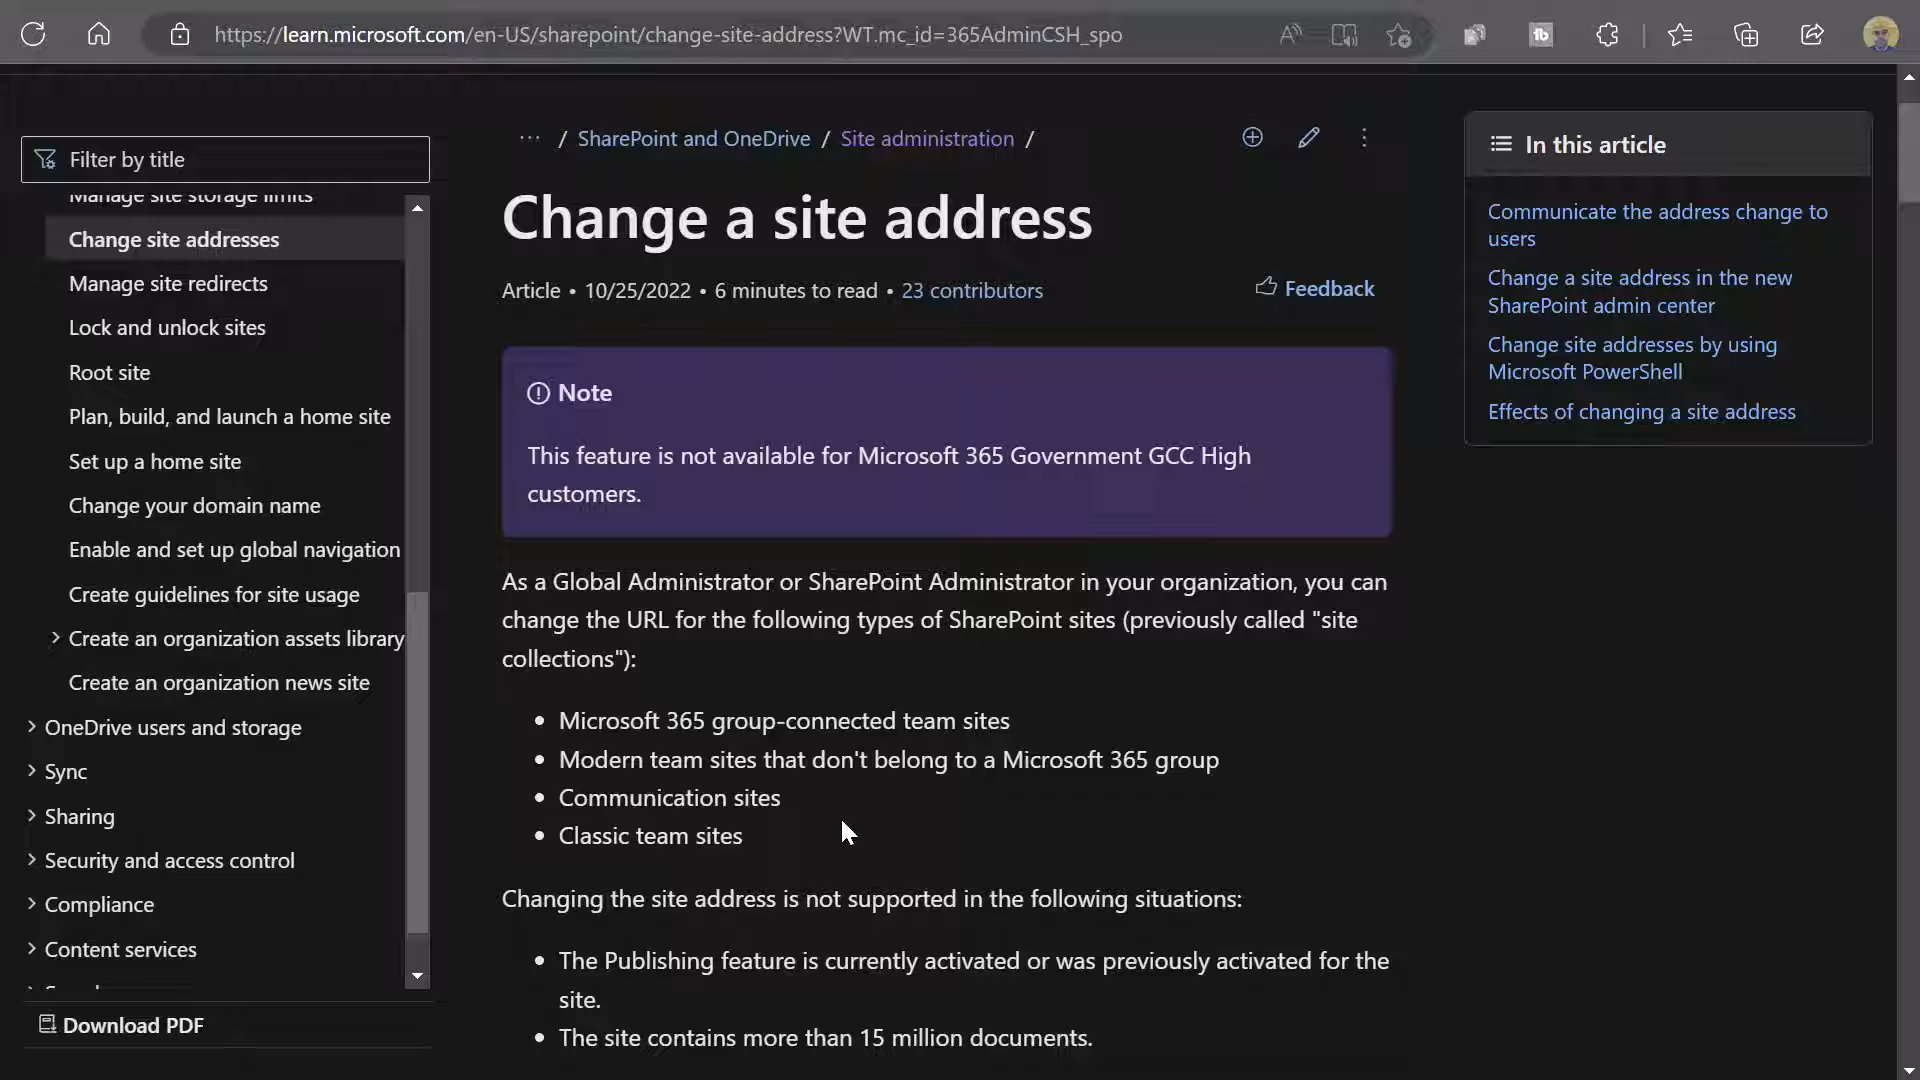 https://learn.microsoft.com/en-US/sharepoint/change-site-address?WT.mc_id=365AdminCSH_spo
Filter by title
Manage site storage limits
Change site addresses
Manage site redirects
Lock and unlock sites
Root site
Plan, build, and launch a home site
Set up a home site
Change your domain name
Enable and set up global navigation
Create guidelines for site usage
Create an organization assets library
Create an organization news site
OneDrive users and storage
Sync
Sharing
Security and access control
Compliance
Content services
Download PDF
··· / SharePoint and OneDrive / Site administration /
Change a site address
Article • 10/25/2022 • 6 minutes to read • 23 contributors
Feedback
Note
This feature is not available for Microsoft 365 Government GCC High
customers.
As a Global Administrator or SharePoint Administrator in your organization, you can
change the URL for the following types of SharePoint sites (previously called "site
collections"):
• Microsoft 365 group-connected team sites
• Modern team sites that don't belong to a Microsoft 365 group
• Communication sites
• Classic team sites
Changing the site address is not supported in the following situations:
• The Publishing feature is currently activated or was previously activated for the
site.
• The site contains more than 15 million documents.
In this article
Communicate the address change to
users
Change a site address in the new
SharePoint admin center
Change site addresses by using
Microsoft PowerShell
Effects of changing a site address